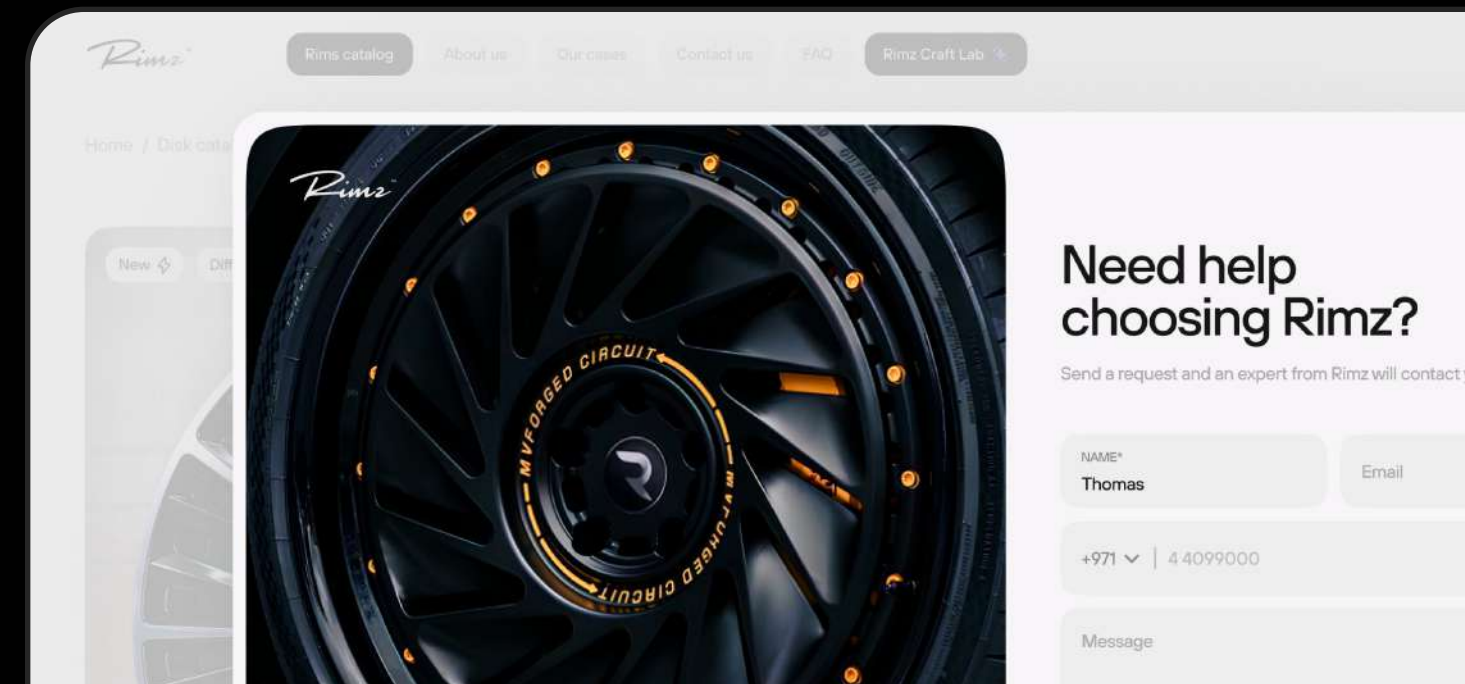 Rimz
Rims catalog
About us
Our cases
Contact us
FAQ
Rimz Craft Lab
Home / Disk cata
New
Diff
Rimz
MVFORGED CIRCUIT
MVFORGED CIRCUIT
Need help
choosing Rimz?
Send a request and an expert from Rimz will contact
NAME*
Thomas
Email
+971
4 4099000
Message